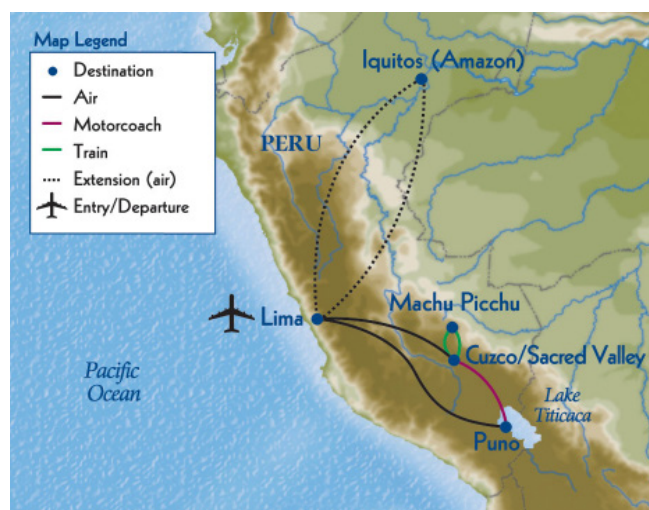 Map Legend
Destination
Air
Motorcoach
Train
Extension (air)
Entry/Departure
Iquitos (Amazon)
PERU
Lima
Machu Picchu
Cuzco/Sacred Valley
Pacific
Ocean
Lake
Titicaca
Puno